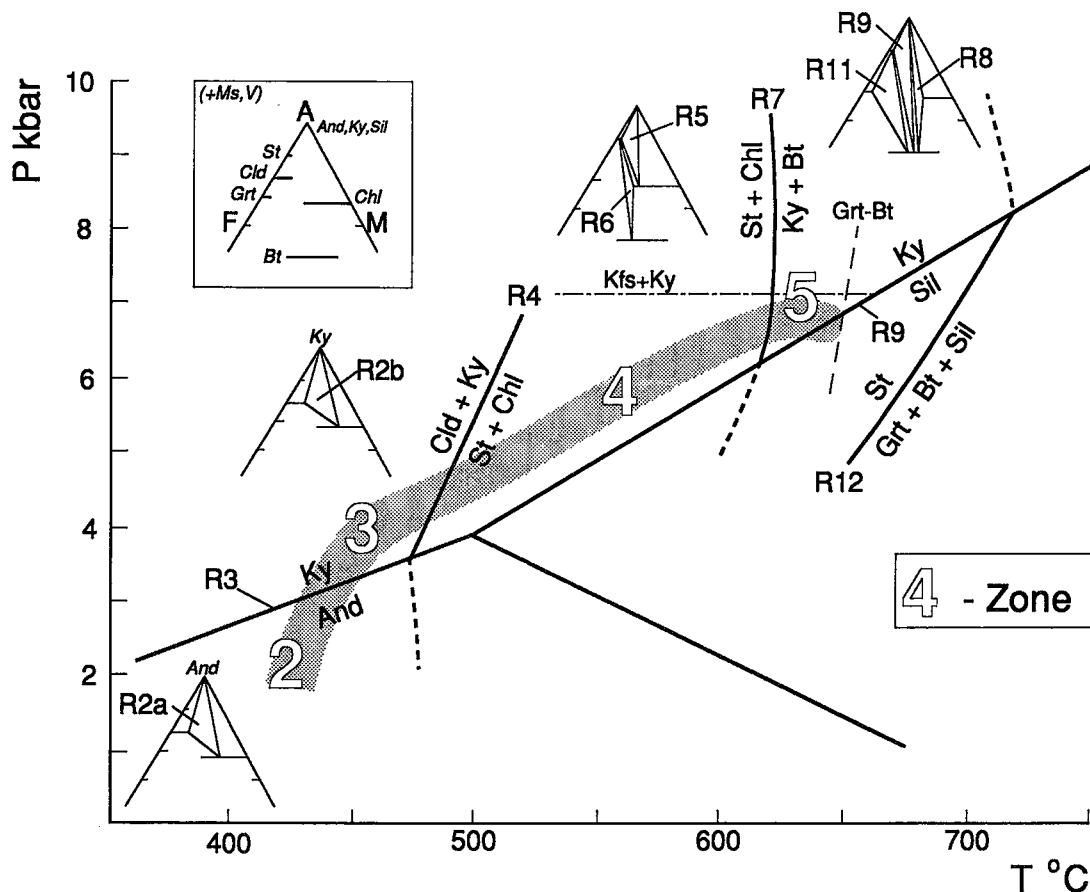 P kbar
10
8
6
4
2
(+Ms,V)
A
And,Ky,Sil
St
Cld
Grt
Chl
F
M
Bt
R5
R6
R7
St + Chl
Ky + Bt
R9
R11
R8
Grt-Bt
Kfs+Ky
Ky
Sil
R9
R4
Cld + Ky
St + Chl
5
4
3
2
Ky
R2b
R3
Ky
And
And
R2a
St
Grt + Bt + Sil
R12
4 - Zone
400
500
600
700
T °C